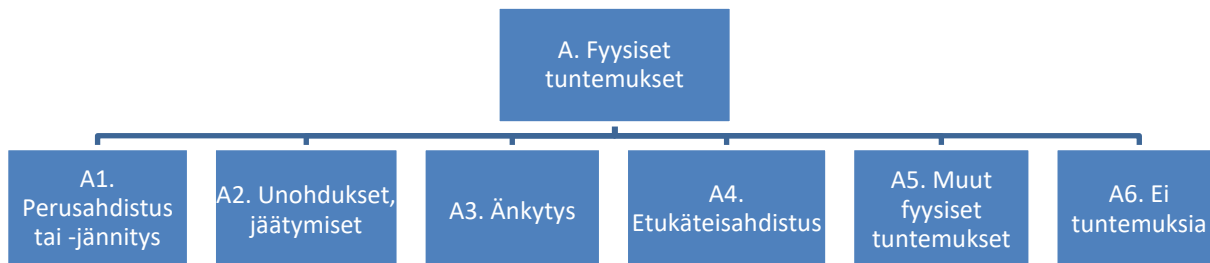 A. Fyysiset
tuntemukset
A1.
Perusahdistus
tai -jännitys
A2. Unohdukset,
jäätymiset
A3. Änkytys
A4.
Etukäteisahdistus
A5. Muut
fyysiset
tuntemukset
A6. Ei
tuntemuksia